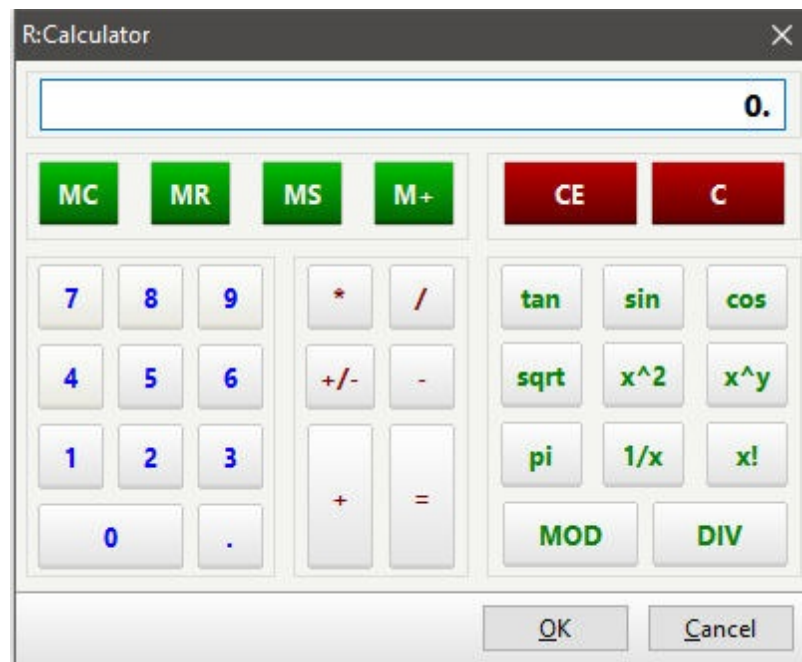 R:Calculator
0.
MC MR MS M+ CE C
7 8 9 * / tan sin cos
4 5 6 +/- - sqrt x^2 x^y
1 2 3 + = pi 1/x x!
0 . MOD DIV
OK Cancel